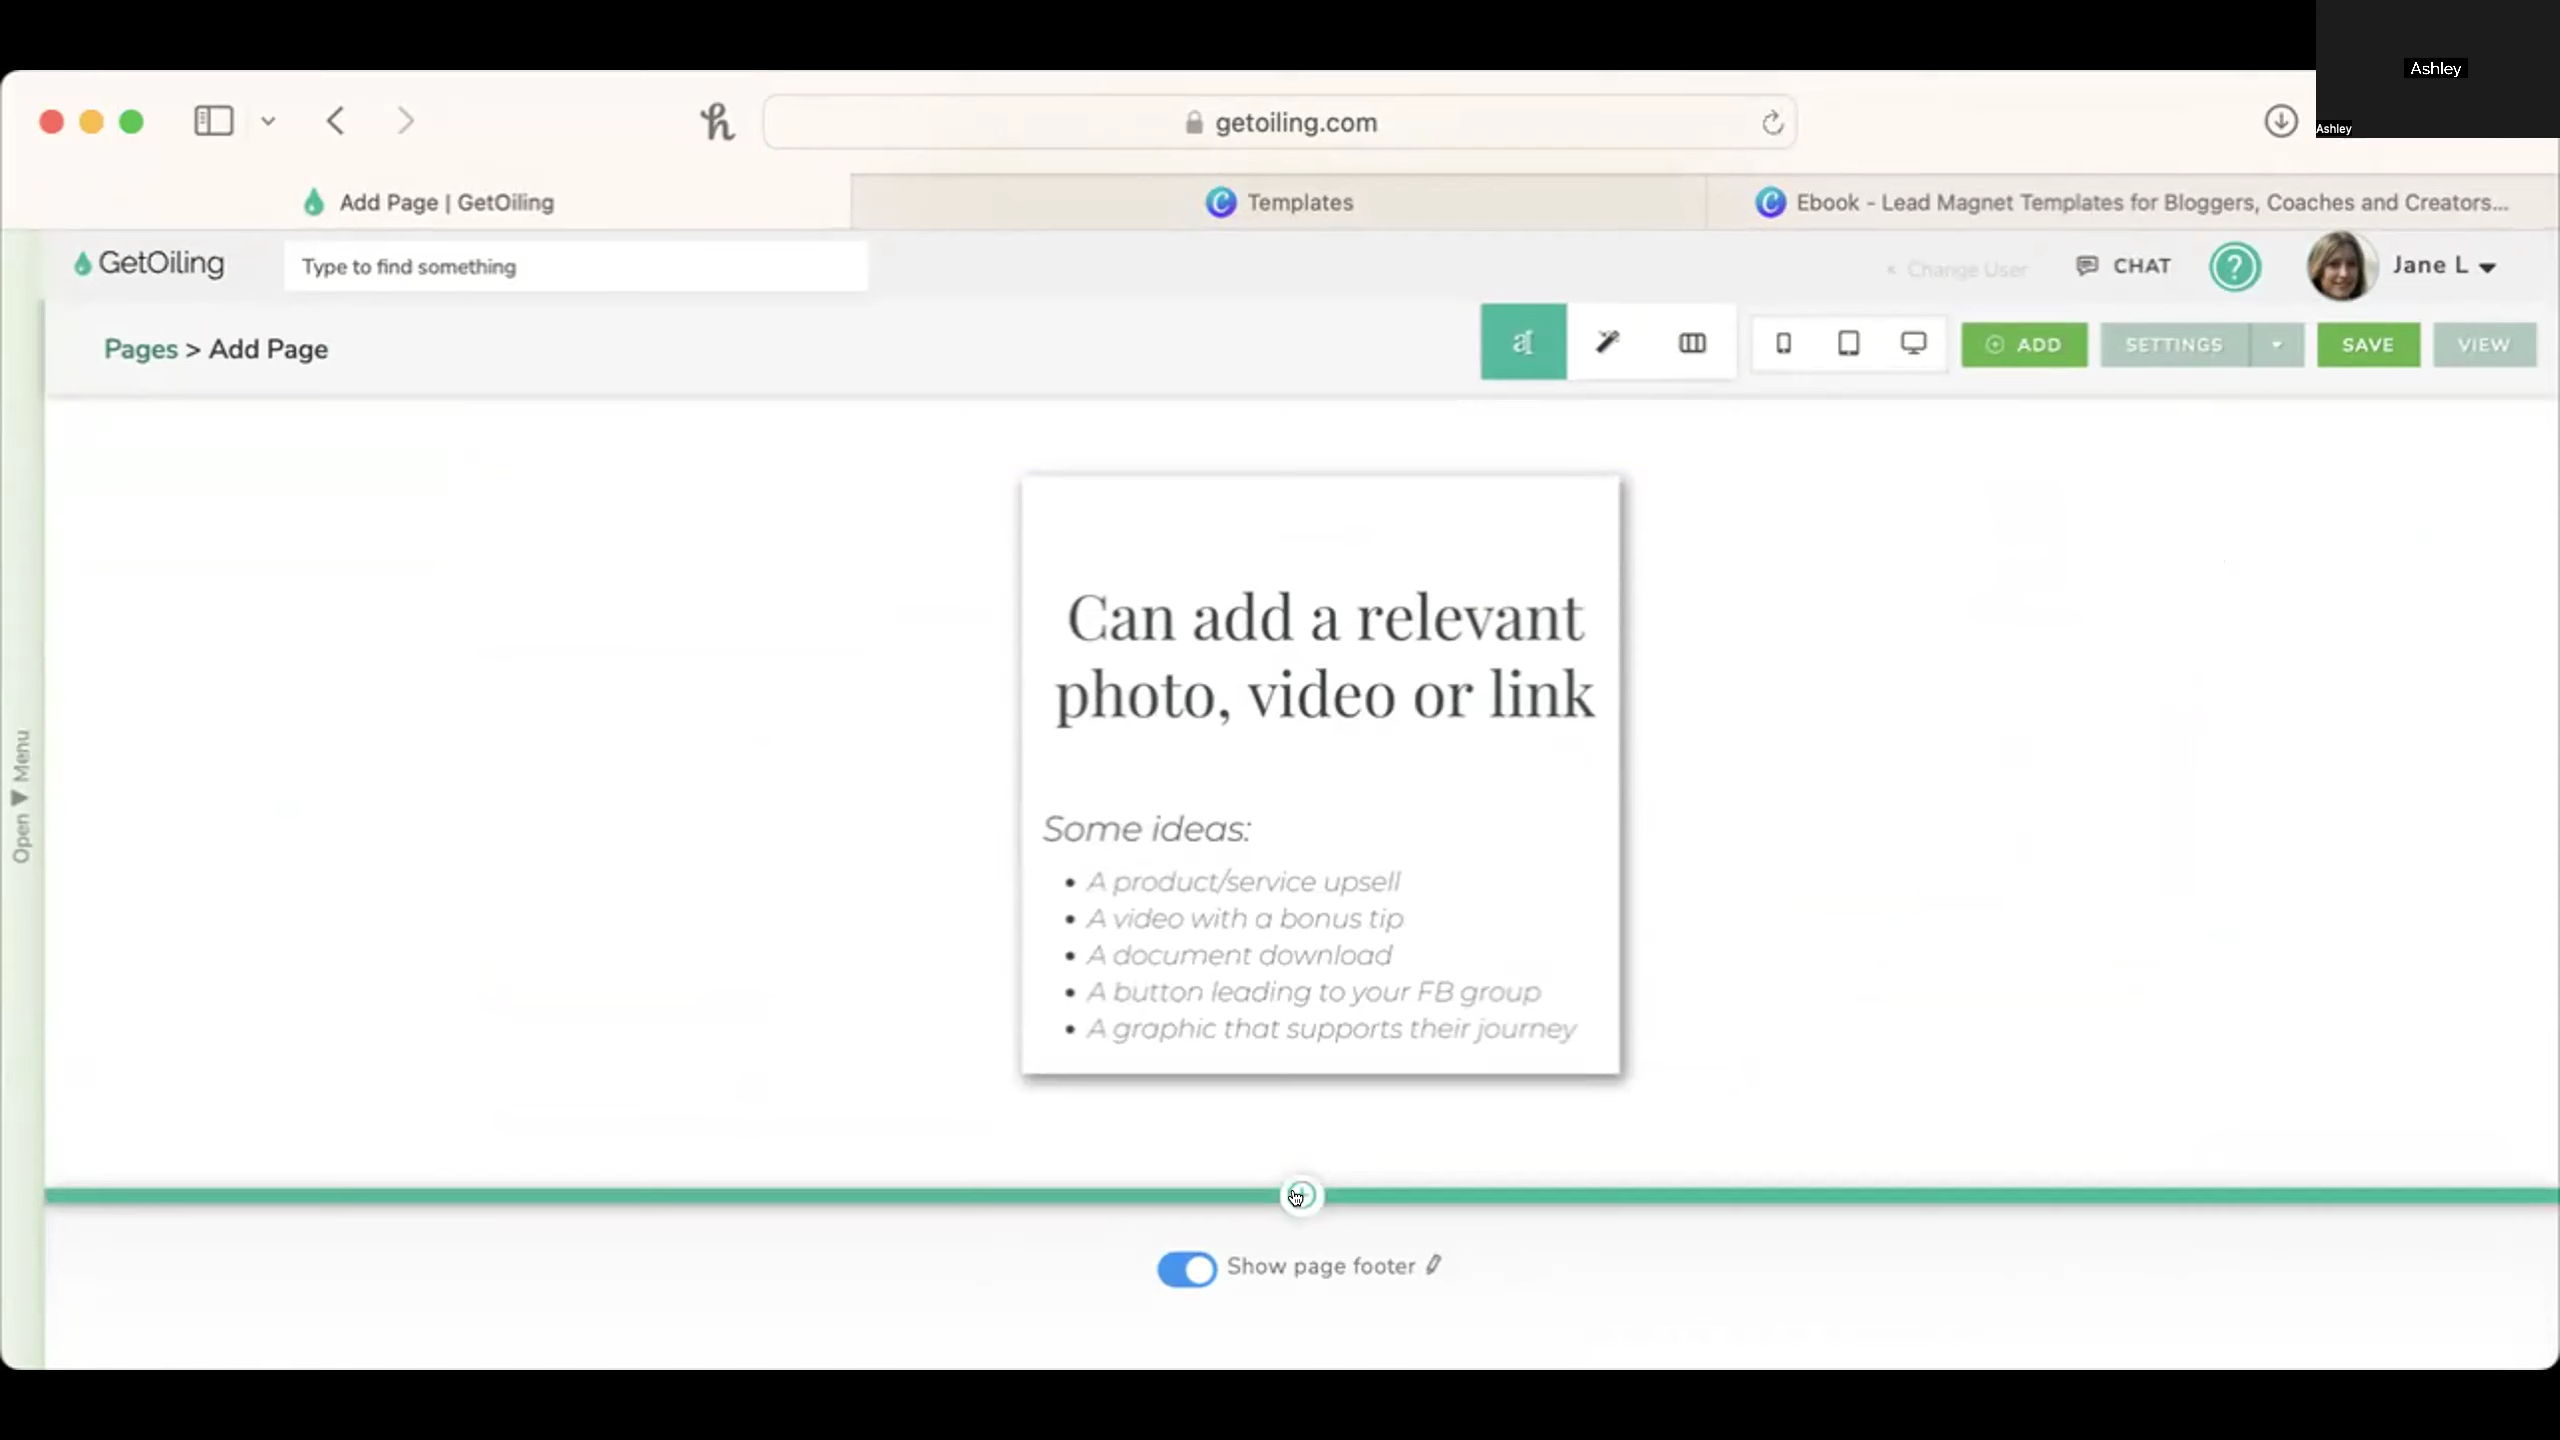 Ashley
Ashley
getoiling.com
Add Page | GetOiling
Templates
Ebook - Lead Magnet Templates for Bloggers, Coaches and Creators...
GetOiling
Type to find something
Change User
CHAT
?
Jane L
Pages > Add Page
ADD
SETTINGS
SAVE
VIEW
Open ▼ Menu
Can add a relevant
photo, video or link
Some ideas:
• A product/service upsell
• A video with a bonus tip
• A document download
• A button leading to your FB group
• A graphic that supports their journey
Show page footer